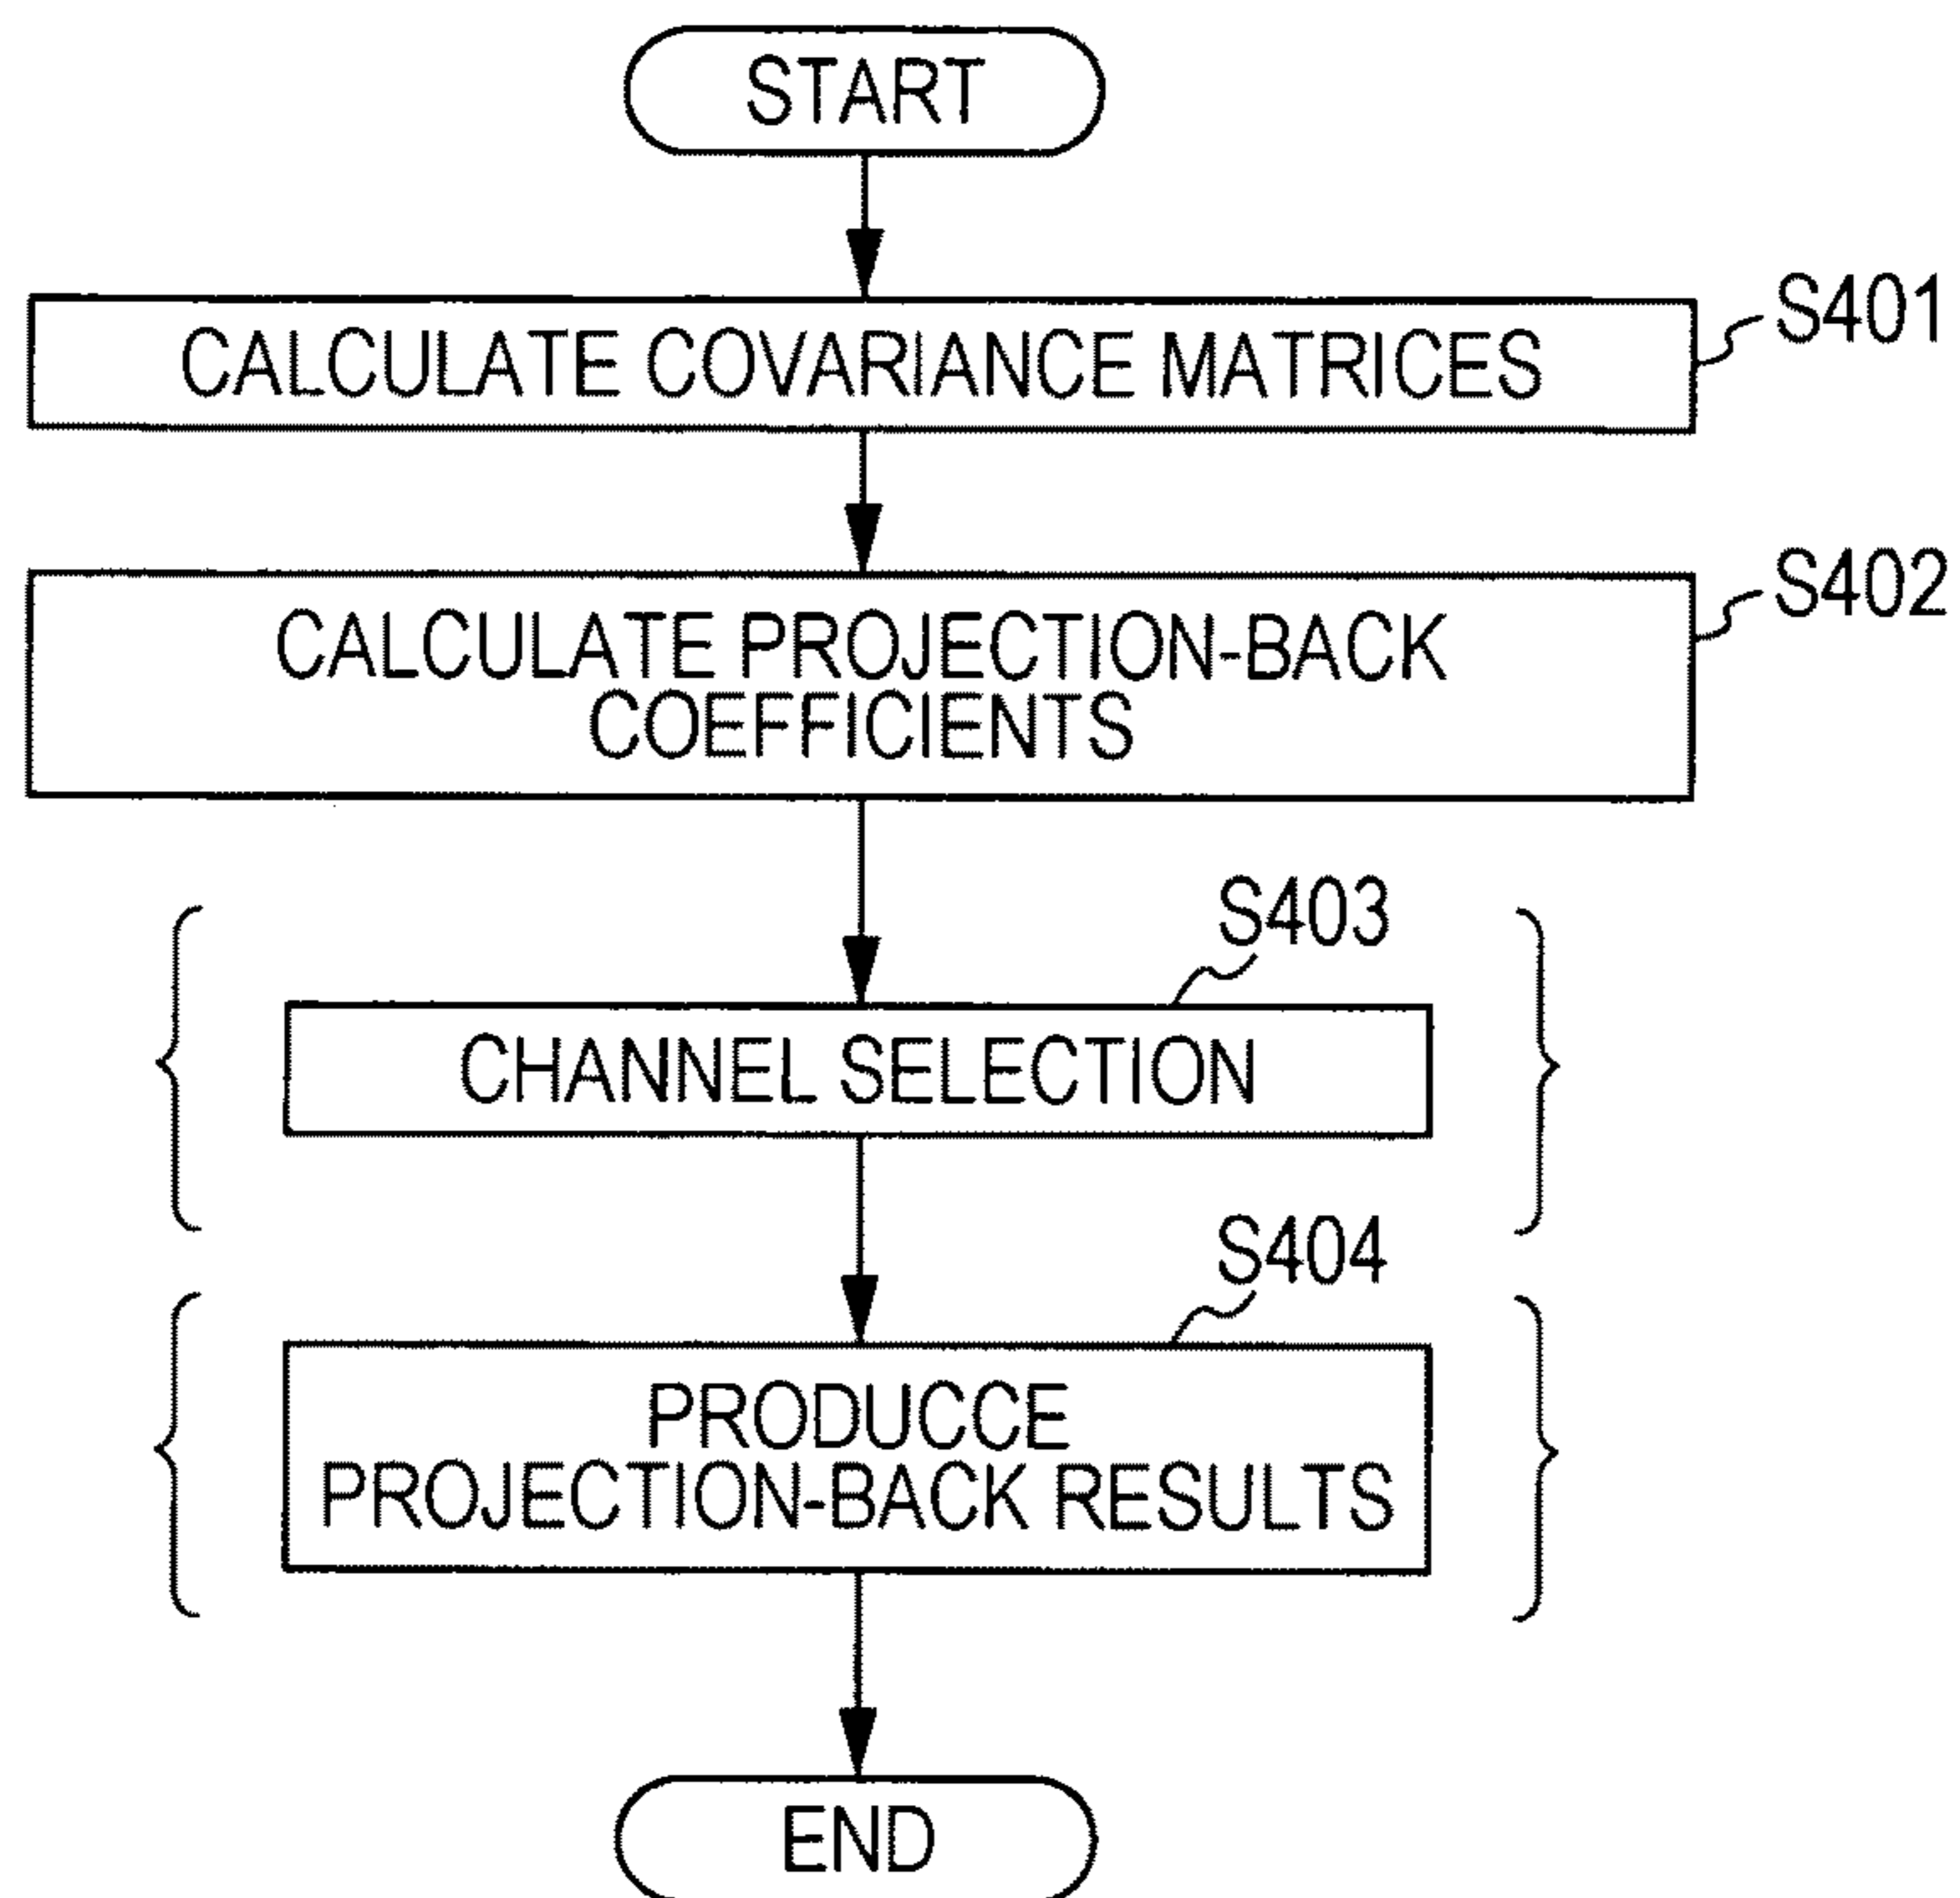 START
CALCULATE COVARIANCE MATRICES
S401
CALCULATE PROJECTION-BACK
COEFFICIENTS
S402
S403
CHANNEL SELECTION
S404
PRODUCCE
PROJECTION-BACK RESULTS
END